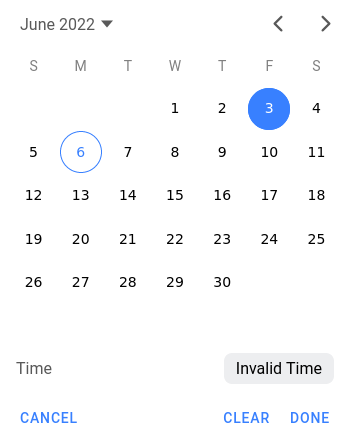 June 2022
S M T W T F S
1 2 3 4
5 6 7 8 9 10 11
12 13 14 15 16 17 18
19 20 21 22 23 24 25
26 27 28 29 30
Time Invalid Time
CANCEL CLEAR DONE